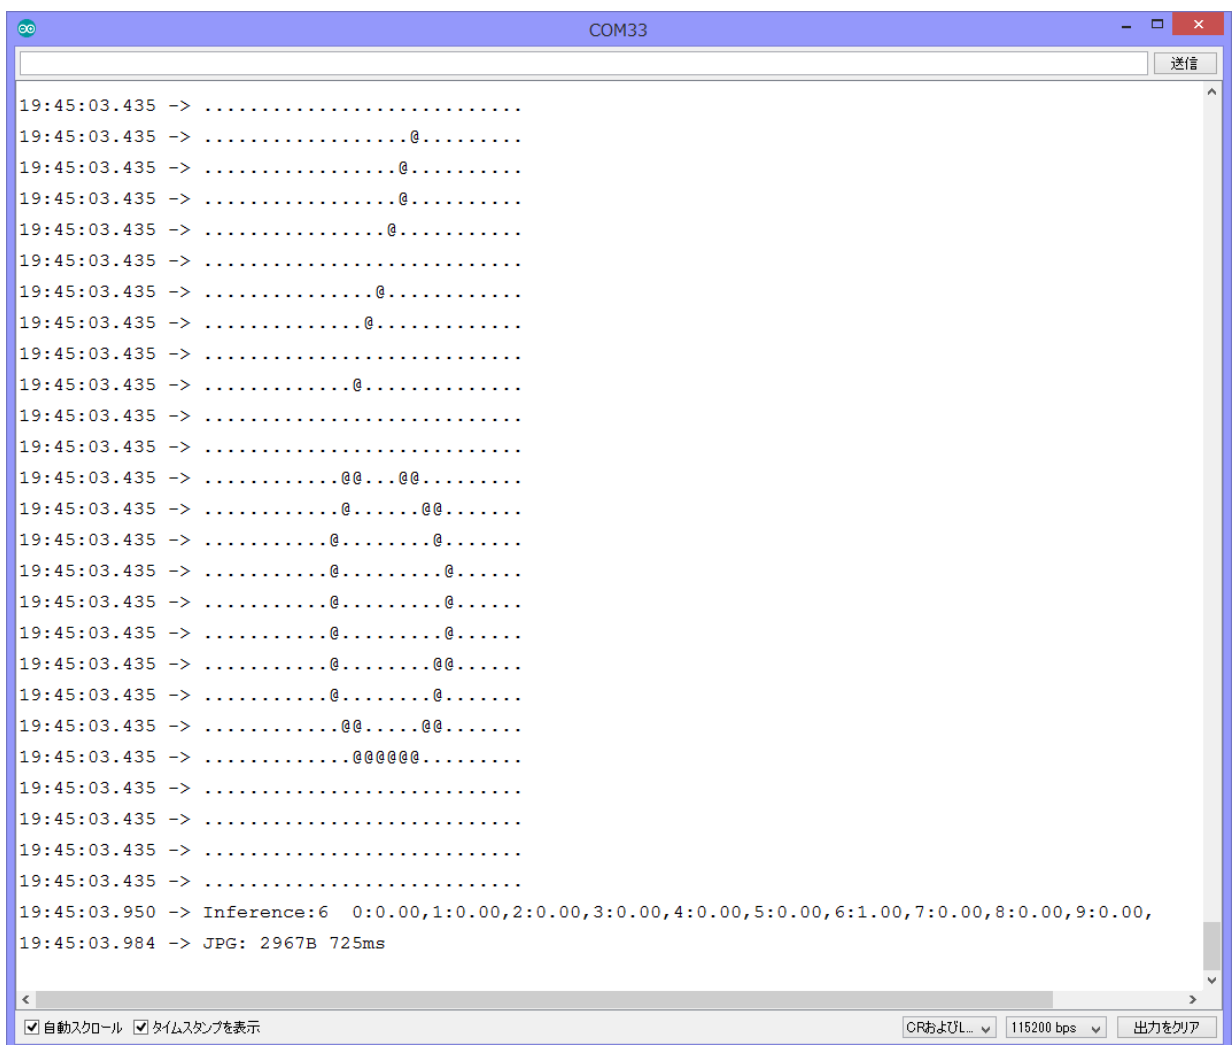 COM33
送信
19:45:03.435 -> ............................
19:45:03.435 -> ..................@.........
19:45:03.435 -> .................@..........
19:45:03.435 -> .................@..........
19:45:03.435 -> ................@...........
19:45:03.435 -> ............................
19:45:03.435 -> ...............@............
19:45:03.435 -> ..............@.............
19:45:03.435 -> ............................
19:45:03.435 -> .............@..............
19:45:03.435 -> ............................
19:45:03.435 -> ............................
19:45:03.435 -> ............@@...@@.........
19:45:03.435 -> ............@......@@.......
19:45:03.435 -> ...........@........@.......
19:45:03.435 -> ...........@.........@......
19:45:03.435 -> ...........@.........@......
19:45:03.435 -> ...........@.........@......
19:45:03.435 -> ...........@........@@......
19:45:03.435 -> ...........@........@.......
19:45:03.435 -> ............@@.....@@.......
19:45:03.435 -> .............@@@@@@.........
19:45:03.435 -> ............................
19:45:03.435 -> ............................
19:45:03.435 -> ............................
19:45:03.435 -> ............................
19:45:03.950 -> Inference:6  0:0.00,1:0.00,2:0.00,3:0.00,4:0.00,5:0.00,6:1.00,7:0.00,8:0.00,9:0.00,
19:45:03.984 -> JPG: 2967B 725ms
自動スクロール タイムスタンプを表示 CRおよびL... 115200 bps 出力をクリア